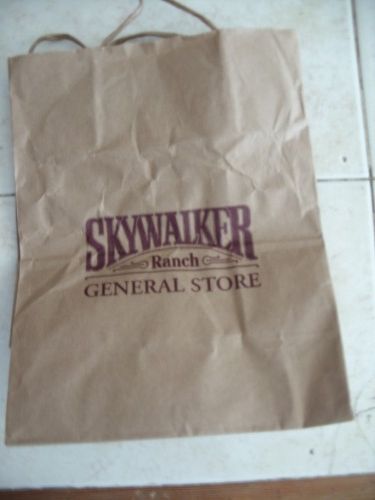 SKYWALKER
Ranch
GENERAL STORE